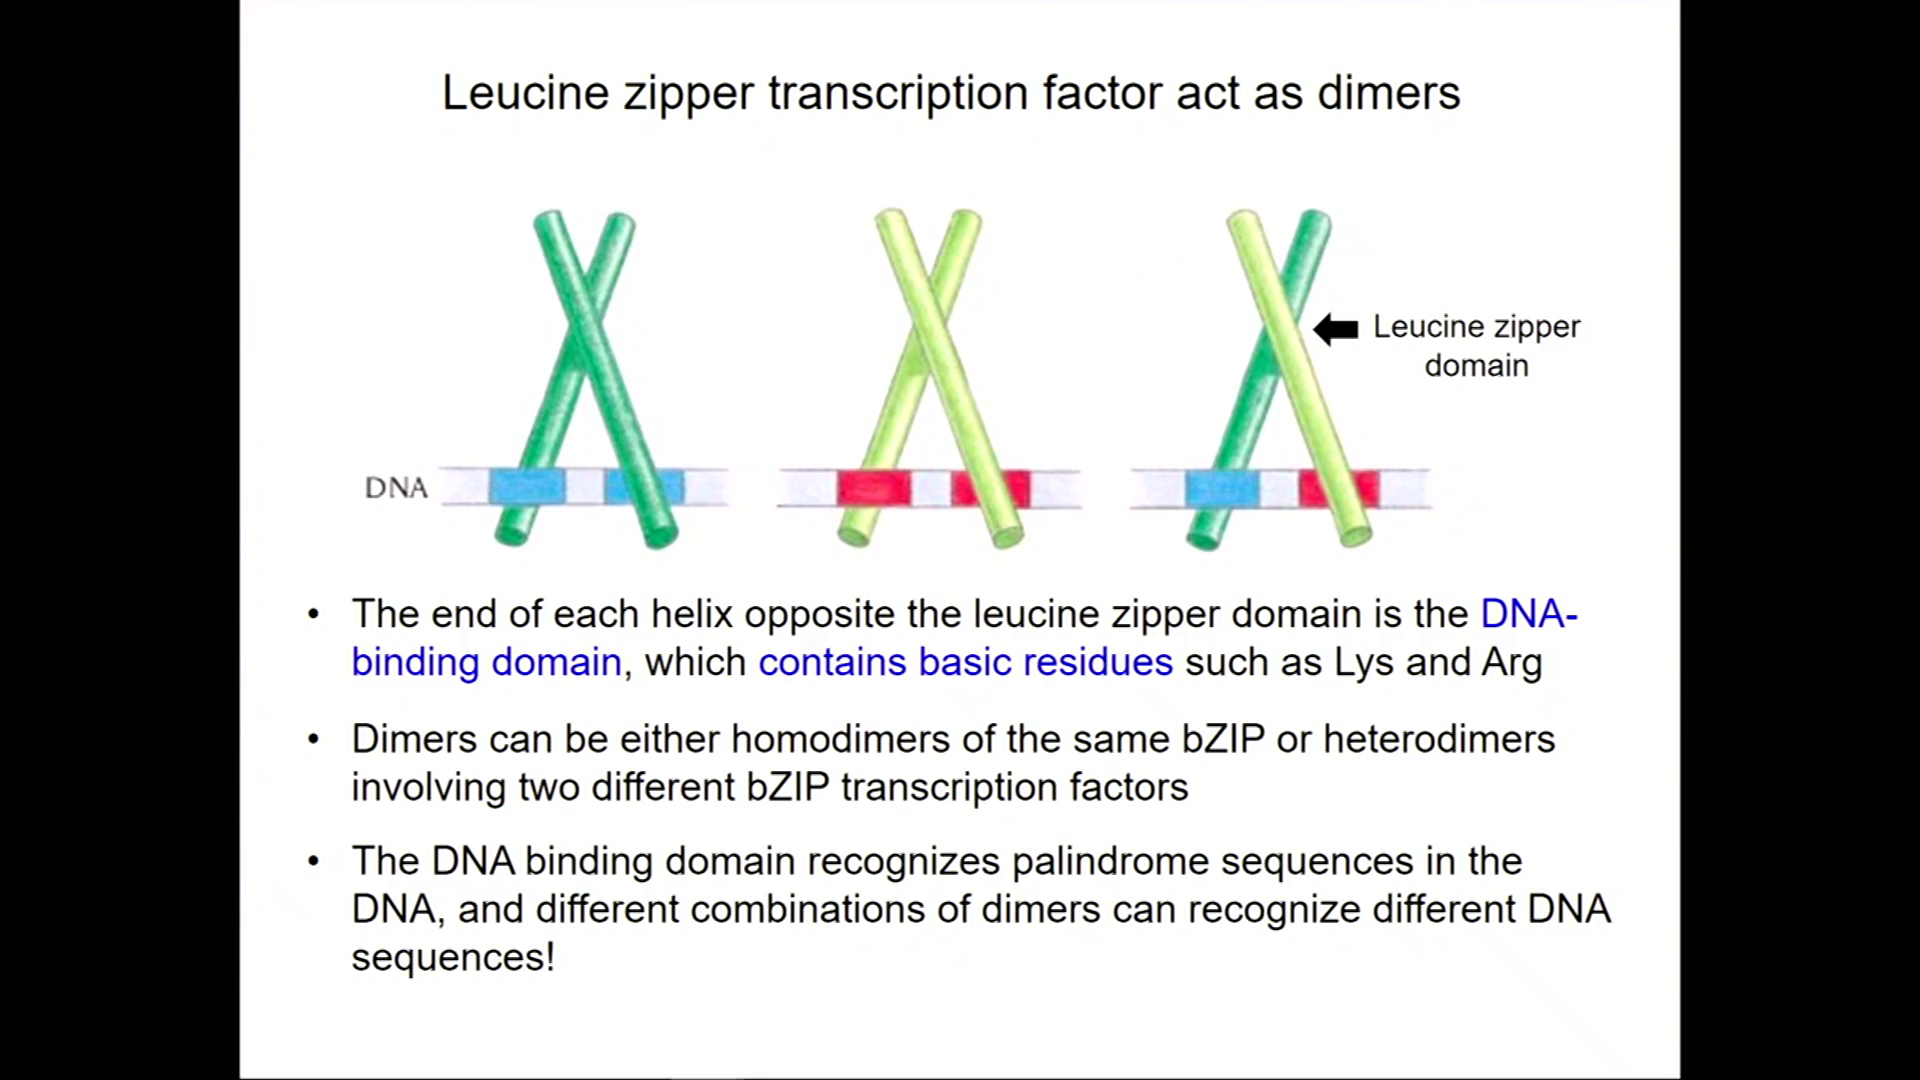 Leucine zipper transcription factor act as dimers
Leucine zipper
domain
DNA
• The end of each helix opposite the leucine zipper domain is the DNA-
binding domain, which contains basic residues such as Lys and Arg
• Dimers can be either homodimers of the same bZIP or heterodimers
involving two different bZIP transcription factors
• The DNA binding domain recognizes palindrome sequences in the
DNA, and different combinations of dimers can recognize different DNA
sequences!